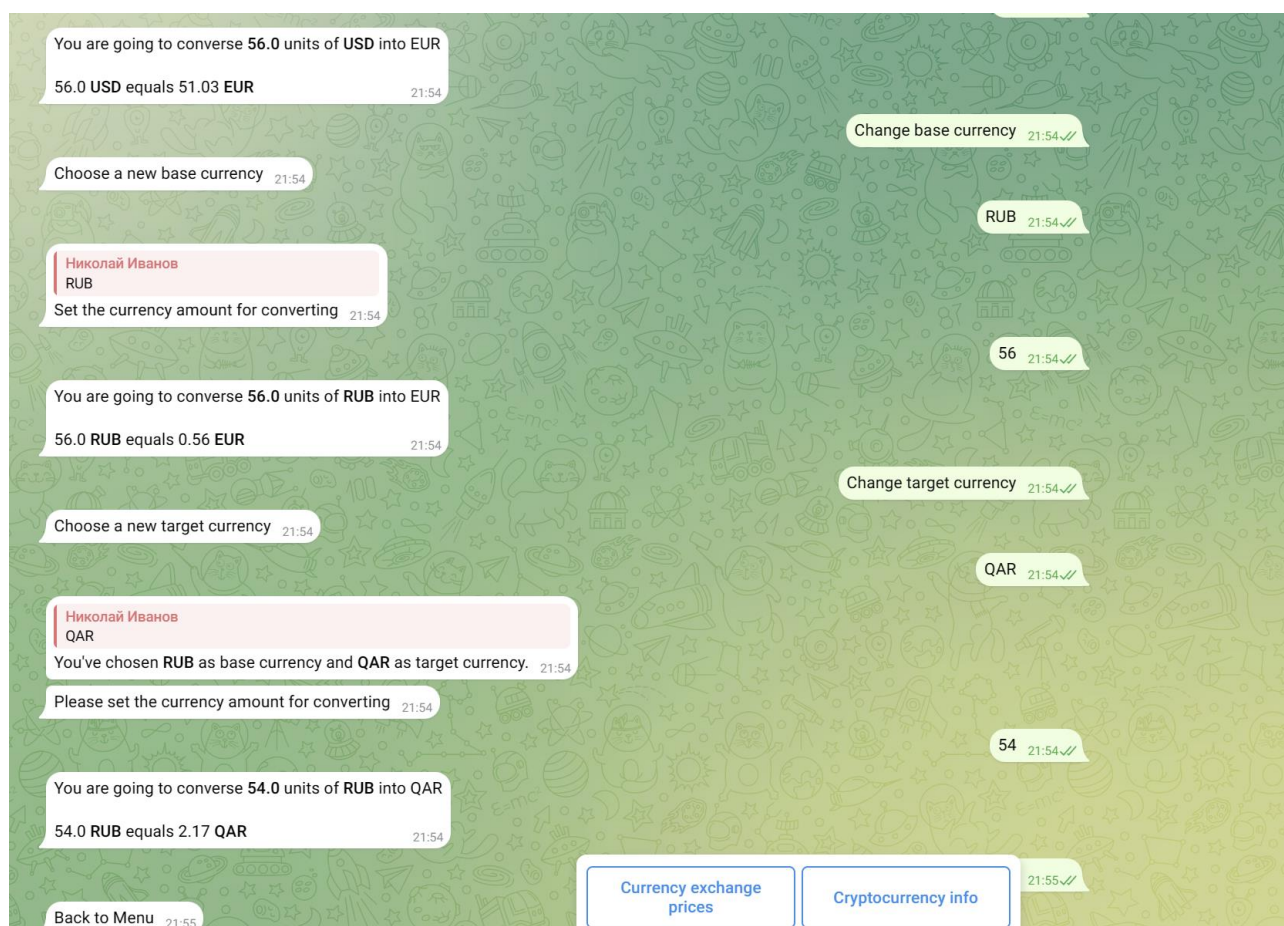 You are going to converse 56.0 units of USD into EUR
56.0 USD equals 51.03 EUR
21:54
Change base currency 21:54
Choose a new base currency 21:54
RUB 21:54
Николай Иванов
RUB
Set the currency amount for converting 21:54
56 21:54
You are going to converse 56.0 units of RUB into EUR
56.0 RUB equals 0.56 EUR
21:54
Change target currency 21:54
Choose a new target currency 21:54
QAR 21:54
Николай Иванов
QAR
You've chosen RUB as base currency and QAR as target currency. 21:54
Please set the currency amount for converting 21:54
54 21:54
You are going to converse 54.0 units of RUB into QAR
54.0 RUB equals 2.17 QAR
21:54
21:55
Currency exchange
prices
Cryptocurrency info
Back to Menu 21:55